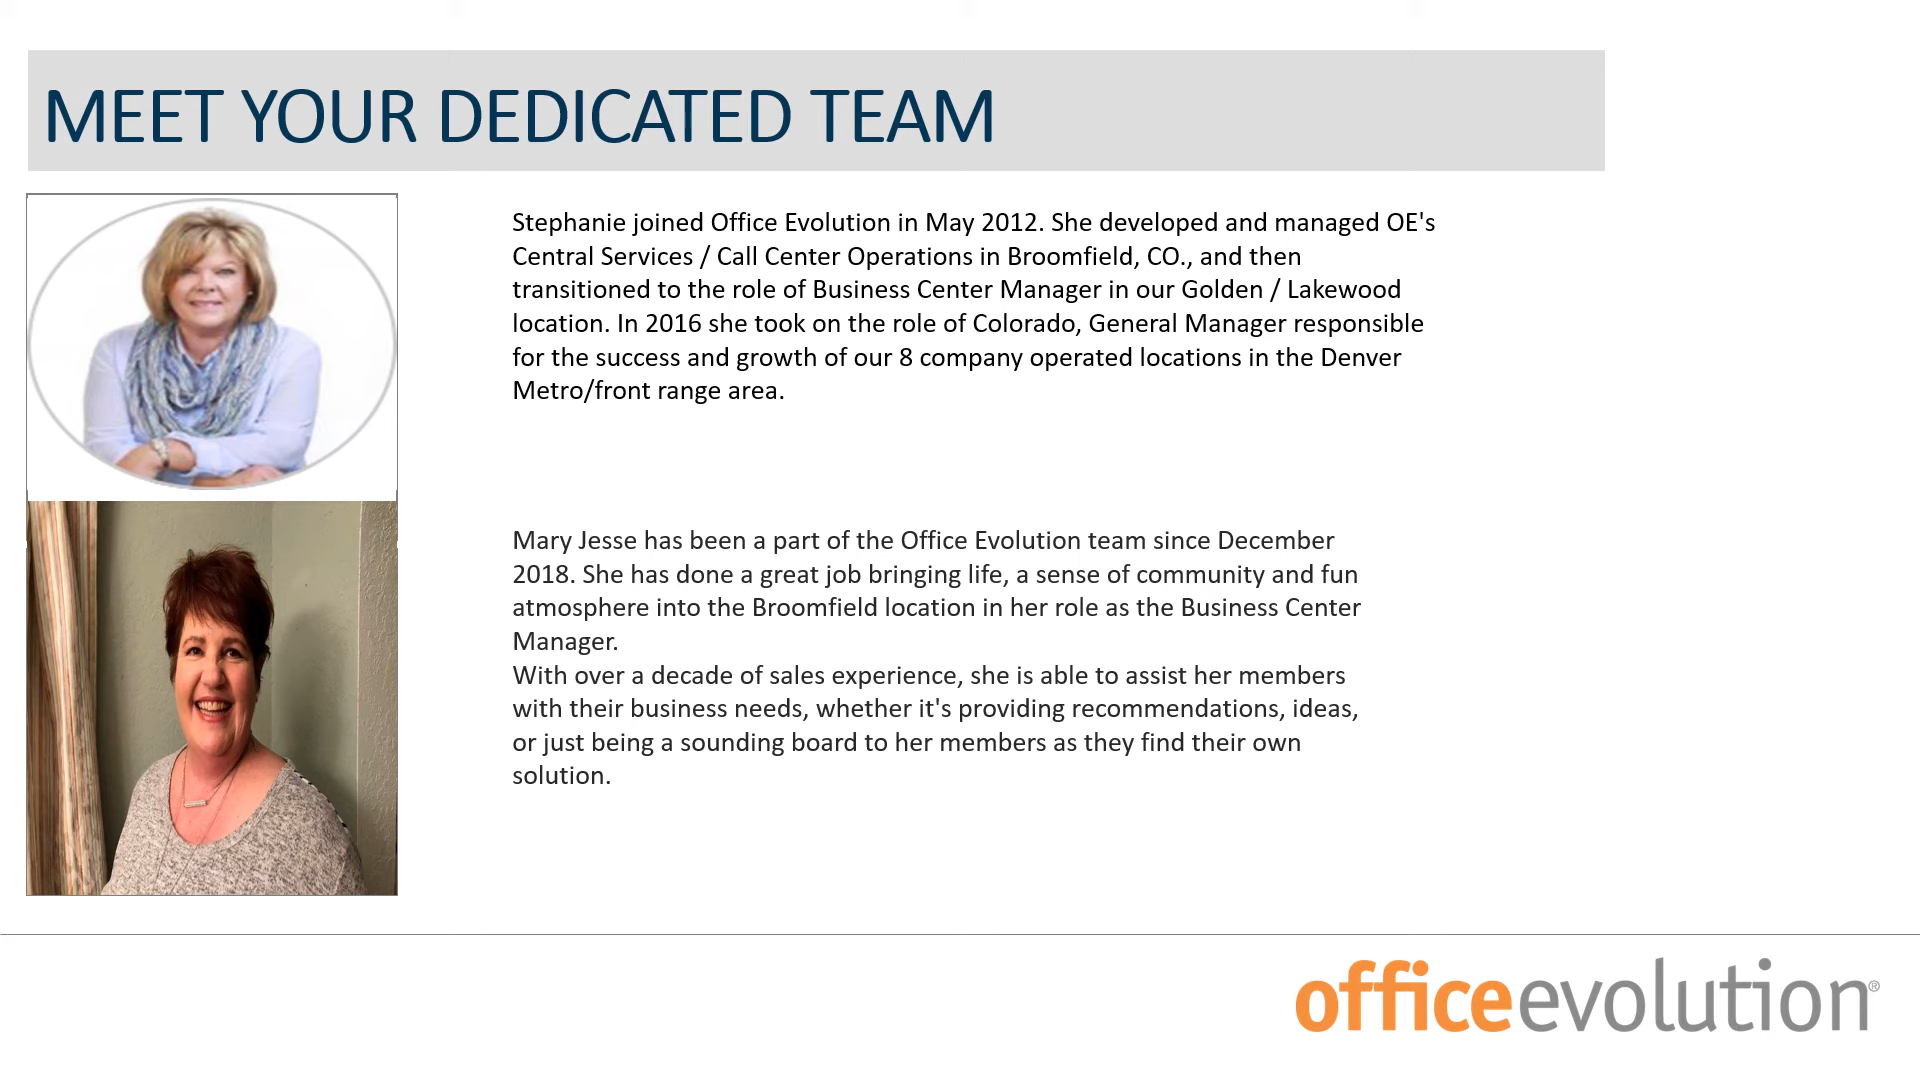 MEET YOUR DEDICATED TEAM
Stephanie joined Office Evolution in May 2012. She developed and managed OE's
Central Services / Call Center Operations in Broomfield, CO., and then
transitioned to the role of Business Center Manager in our Golden / Lakewood
location. In 2016 she took on the role of Colorado, General Manager responsible
for the success and growth of our 8 company operated locations in the Denver
Metro/front range area.
Mary Jesse has been a part of the Office Evolution team since December
2018. She has done a great job bringing life, a sense of community and fun
atmosphere into the Broomfield location in her role as the Business Center
Manager.
With over a decade of sales experience, she is able to assist her members
with their business needs, whether it's providing recommendations, ideas,
or just being a sounding board to her members as they find their own
solution.
officeevolution®